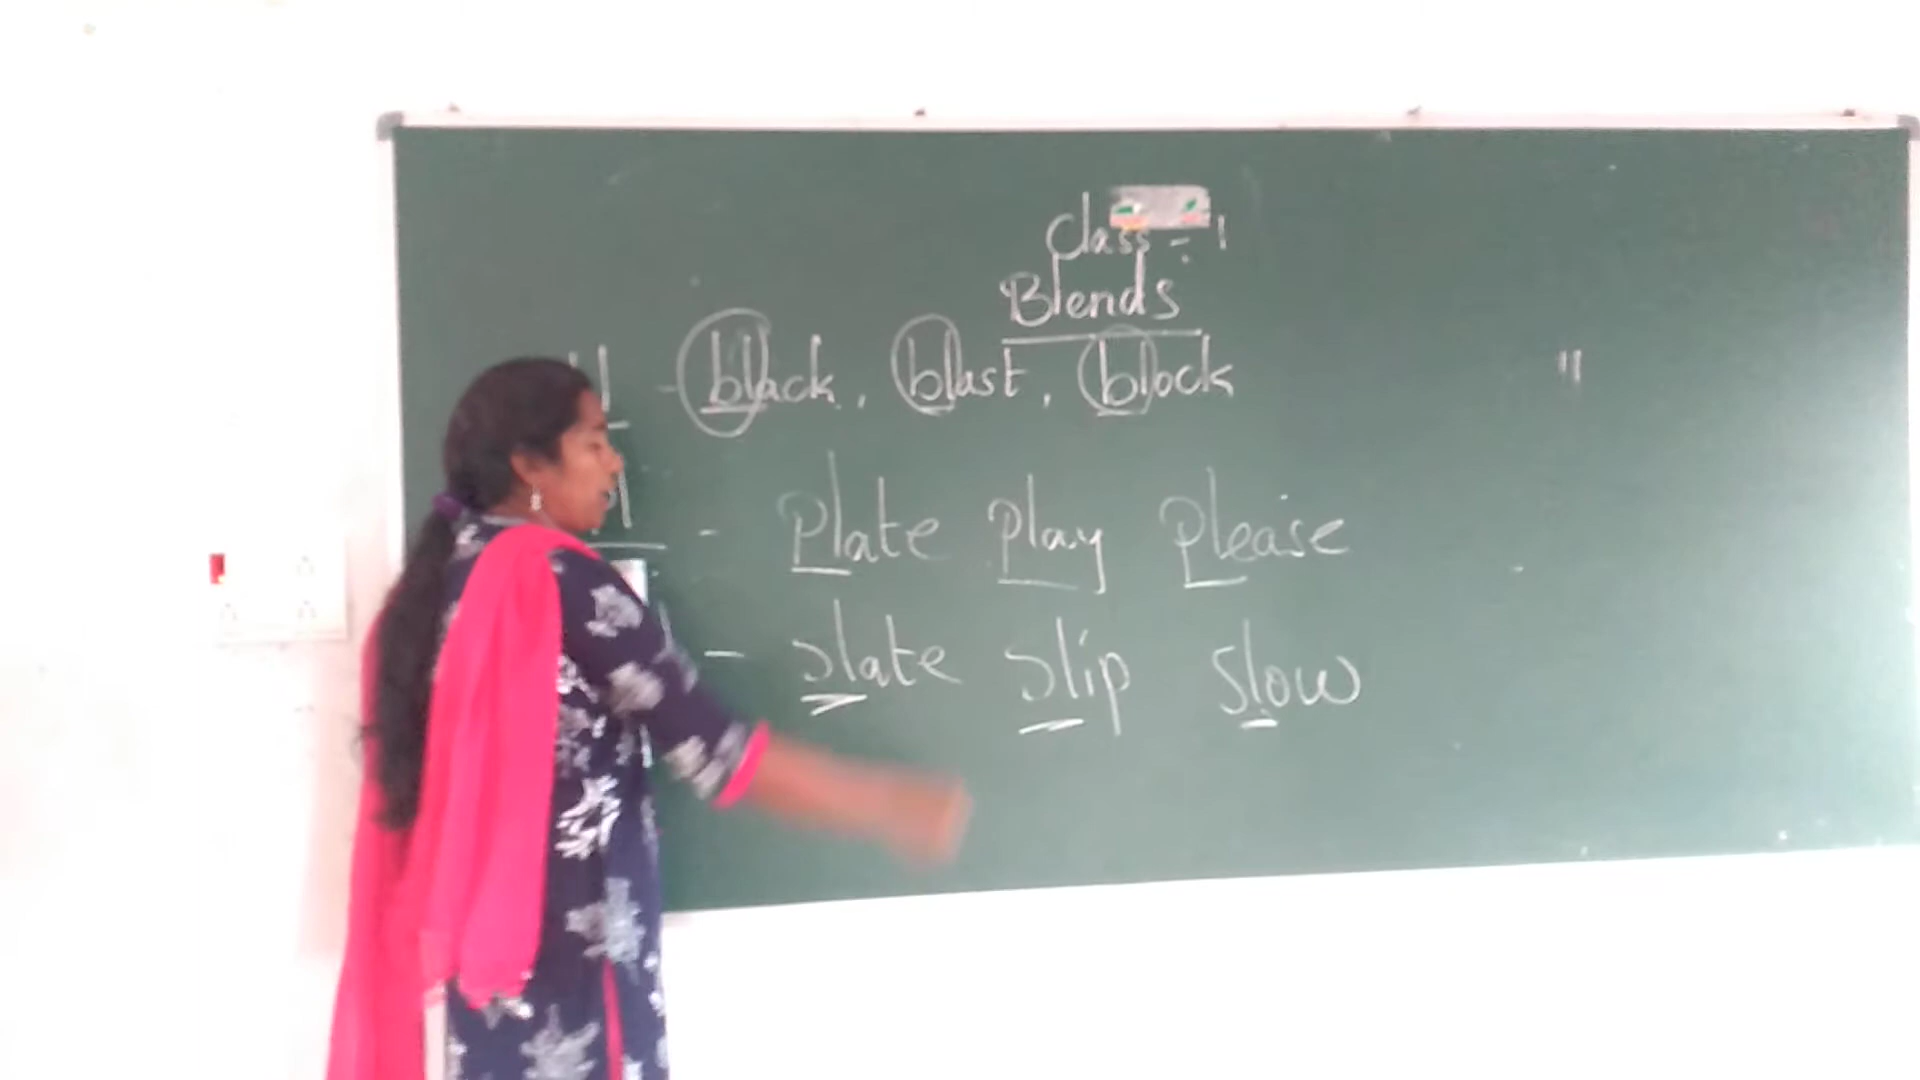 Class - 1
Blends
l - black, blast, block
l - Plate Play Please
- slate slip slow